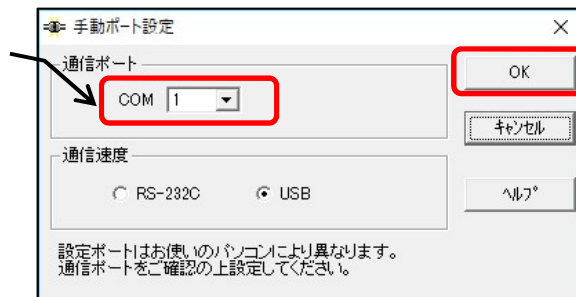 手動ポート設定
通信ポート
COM 1
OK
キャンセル
通信速度
RS-232C USB
ヘルプ
設定ポートはお使いのパソコンにより異なります。
通信ポートをご確認の上設定してください。